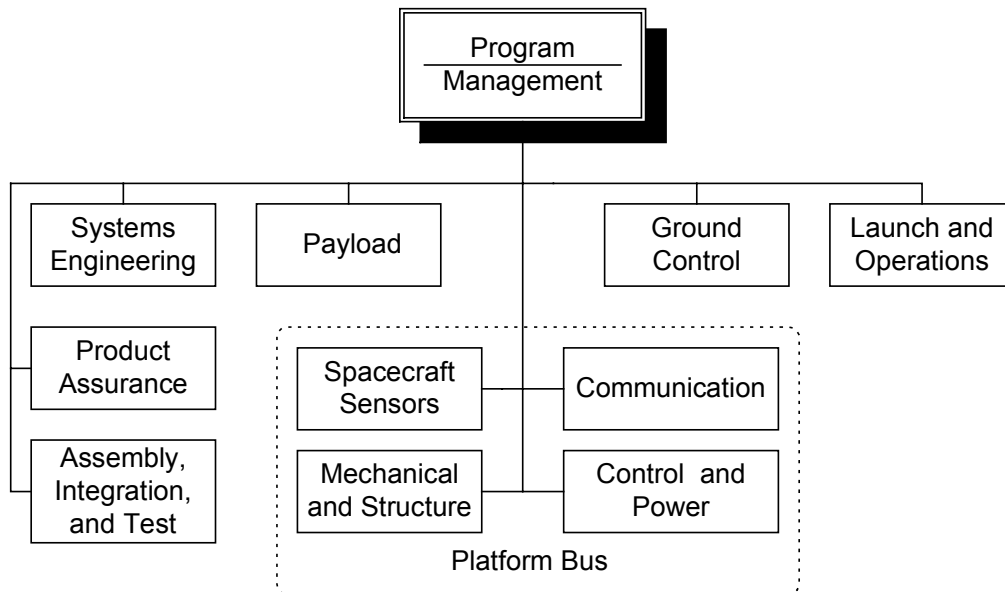 Program
Management
Systems
Engineering
Payload
Ground
Control
Launch and
Operations
Product
Assurance
Spacecraft
Sensors
Communication
Assembly,
Integration,
and Test
Mechanical
and Structure
Control and
Power
Platform Bus